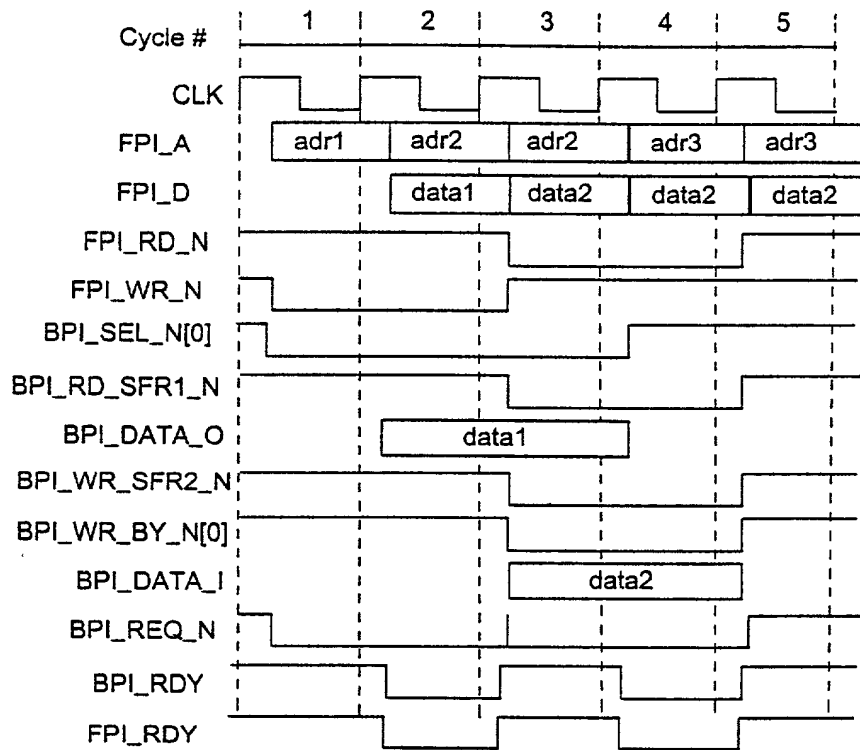 Cycle # 1 2 3 4 5
CLK
FPI_A adr1 adr2 adr2 adr3 adr3
FPI_D data1 data2 data2 data2
FPI_RD_N
FPI_WR_N
BPI_SEL_N[0]
BPI_RD_SFR1_N
BPI_DATA_O data1
BPI_WR_SFR2_N
BPI_WR_BY_N[0]
BPI_DATA_I data2
BPI_REQ_N
BPI_RDY
FPI_RDY